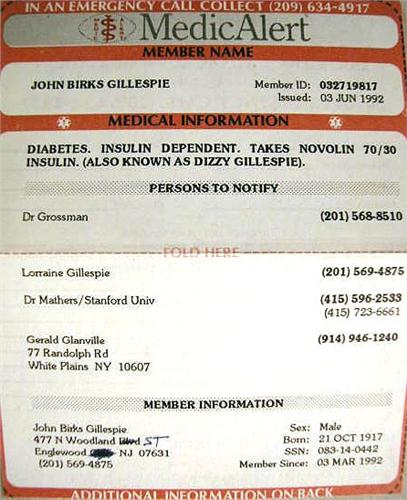 IN AN EMERGENCY CALL COLLECT (209) 634-4917
MEDIC ALERT MedicAlert
MEMBER NAME
JOHN BIRKS GILLESPIE Member ID: 032719817
Issued: 03 JUN 1992
MEDICAL INFORMATION
DIABETES. INSULIN DEPENDENT. TAKES NOVOLIN 70/30
INSULIN. (ALSO KNOWN AS DIZZY GILLESPIE).
PERSONS TO NOTIFY
Dr Grossman (201) 568-8510
FOLD HERE
Lorraine Gillespie (201) 569-4875
Dr Mathers/Stanford Univ (415) 596-2533
(415) 723-6661
Gerald Glanville (914) 946-1240
77 Randolph Rd
White Plains NY 10607
MEMBER INFORMATION
John Birks Gillespie Sex: Male
477 N Woodland Blvd ST Born: 21 OCT 1917
Englewood NJ 07631 SSN: 083-14-0442
(201) 569-4875 Member Since: 03 MAR 1992
ADDITIONAL INFORMATION ON BACK